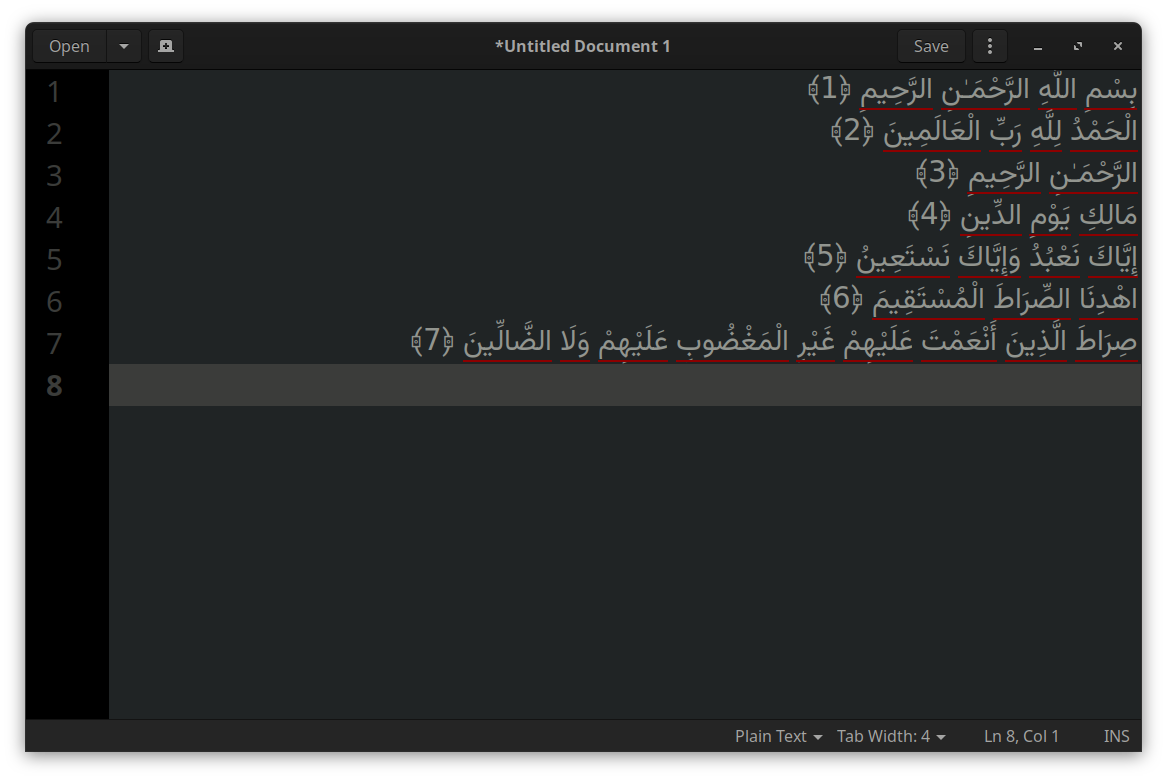 Open
*Untitled Document 1
Save
1 بِسْمِ اللَّهِ الرَّحْمَـٰنِ الرَّحِيمِ ﴿1﴾
2 الْحَمْدُ لِلَّهِ رَبِّ الْعَالَمِينَ ﴿2﴾
3 الرَّحْمَـٰنِ الرَّحِيمِ ﴿3﴾
4 مَالِكِ يَوْمِ الدِّينِ ﴿4﴾
5 إِيَّاكَ نَعْبُدُ وَإِيَّاكَ نَسْتَعِينُ ﴿5﴾
6 اهْدِنَا الصِّرَاطَ الْمُسْتَقِيمَ ﴿6﴾
7 صِرَاطَ الَّذِينَ أَنْعَمْتَ عَلَيْهِمْ غَيْرِ الْمَغْضُوبِ عَلَيْهِمْ وَلَا الضَّالِّينَ ﴿7﴾
8
Plain Text Tab Width: 4 Ln 8, Col 1 INS